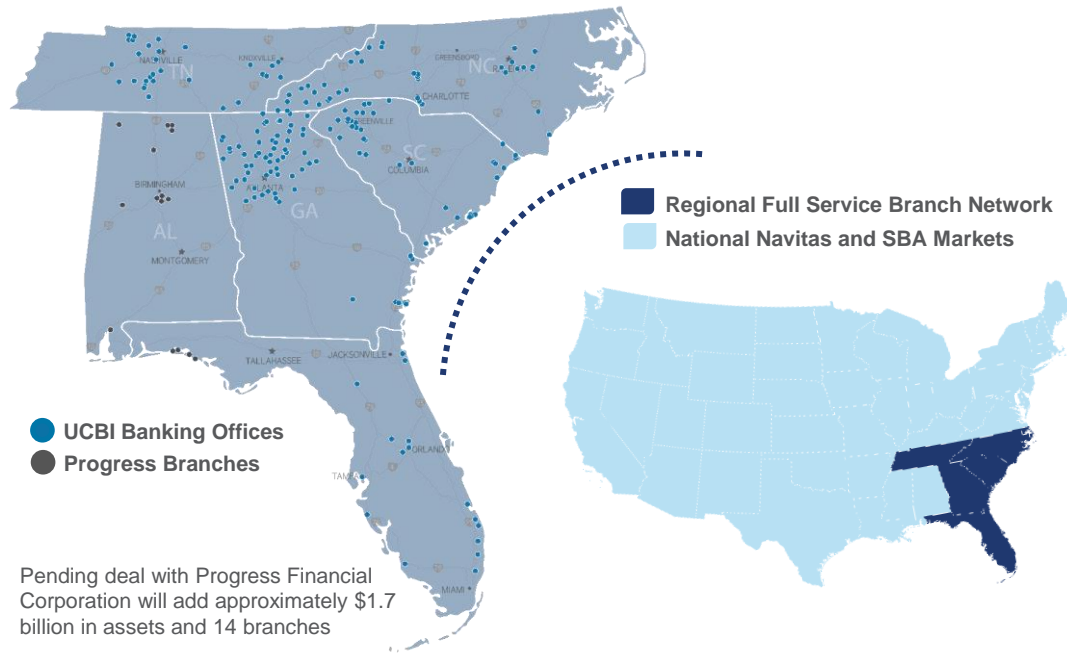 NASHVILLE
TN
KNOXVILLE
GREENSBORO
NC
CHARLOTTE
GREENVILLE
SC
COLUMBIA
BIRMINGHAM
ATLANTA
GA
AL
MONTGOMERY
TALLAHASSEE
JACKSONVILLE
ORLANDO
TAMPA
MIAMI
UCBI Banking Offices
Progress Branches
Pending deal with Progress Financial
Corporation will add approximately $1.7
billion in assets and 14 branches
Regional Full Service Branch Network
National Navitas and SBA Markets